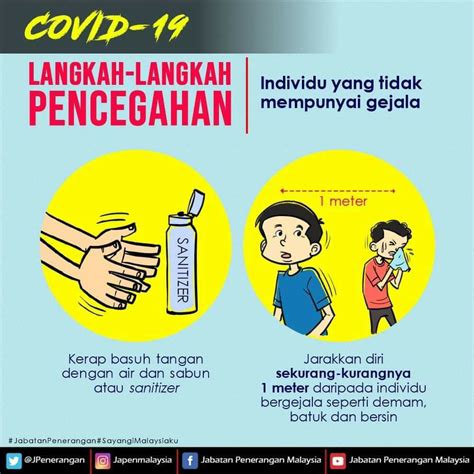 COVID-19
LANGKAH-LANGKAH
PENCEGAHAN
Individu yang tidak
mempunyai gejala
SANITIZER
1 meter
Kerap basuh tangan
dengan air dan sabun
atau sanitizer
Jarakkan diri
sekurang-kurangnya
1 meter daripada individu
bergejala seperti demam,
batuk dan bersin
#JabatanPenerangan#SayangiMalaysiaku
@JPenerangan
Japenmalaysia
Jabatan Penerangan Malaysia
Jabatan Penerangan Malaysia